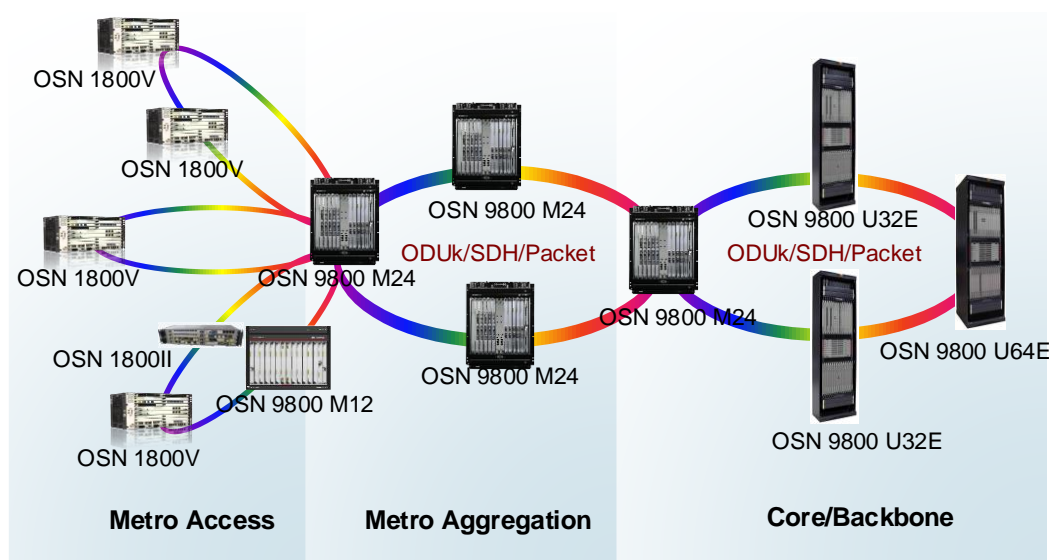 OSN 1800V
OSN 1800V
OSN 1800V
OSN 1800II
OSN 9800 M12
OSN 1800V
OSN 9800 M24
OSN 9800 M24
ODUk/SDH/Packet
OSN 9800 M24
OSN 9800 M24
OSN 9800 U32E
ODUk/SDH/Packet
OSN 9800 U32E
OSN 9800 U64E
Metro Access
Metro Aggregation
Core/Backbone